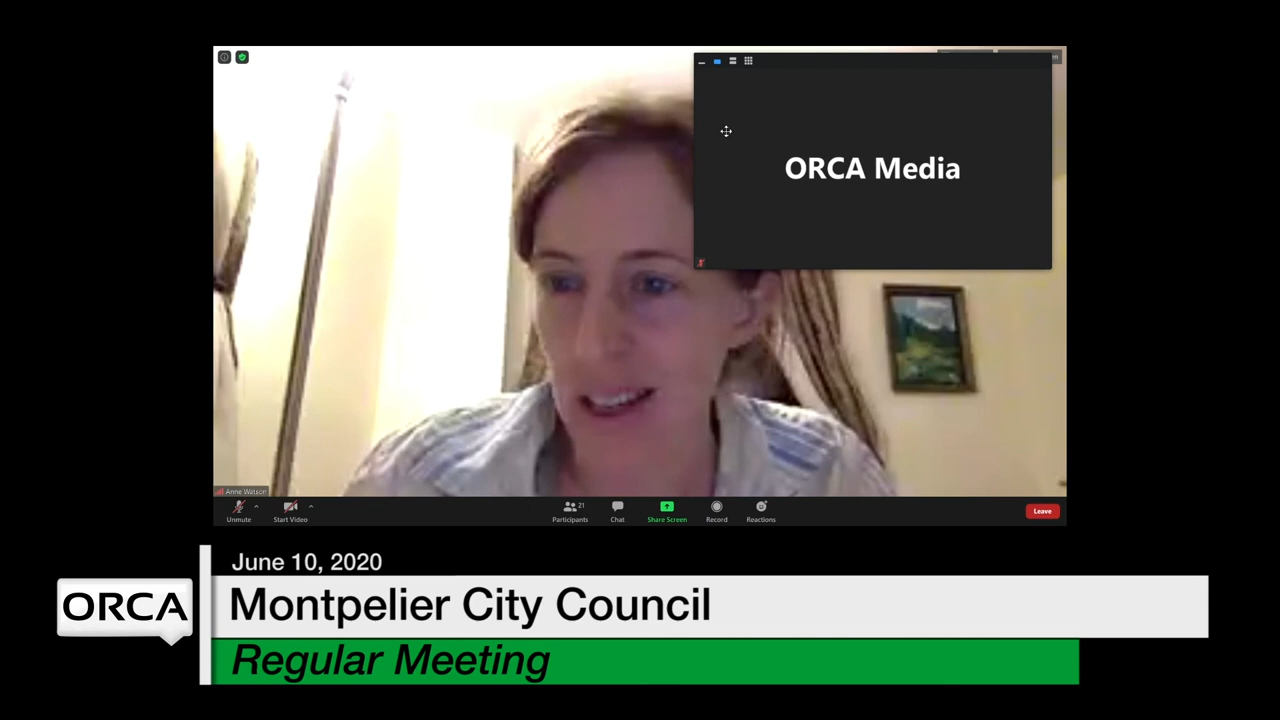 ORCA Media
Anne Watson
Unmute
Start Video
Participants
21
Chat
Share Screen
Record
Reactions
Leave
June 10, 2020
ORCA
Montpelier City Council
Regular Meeting